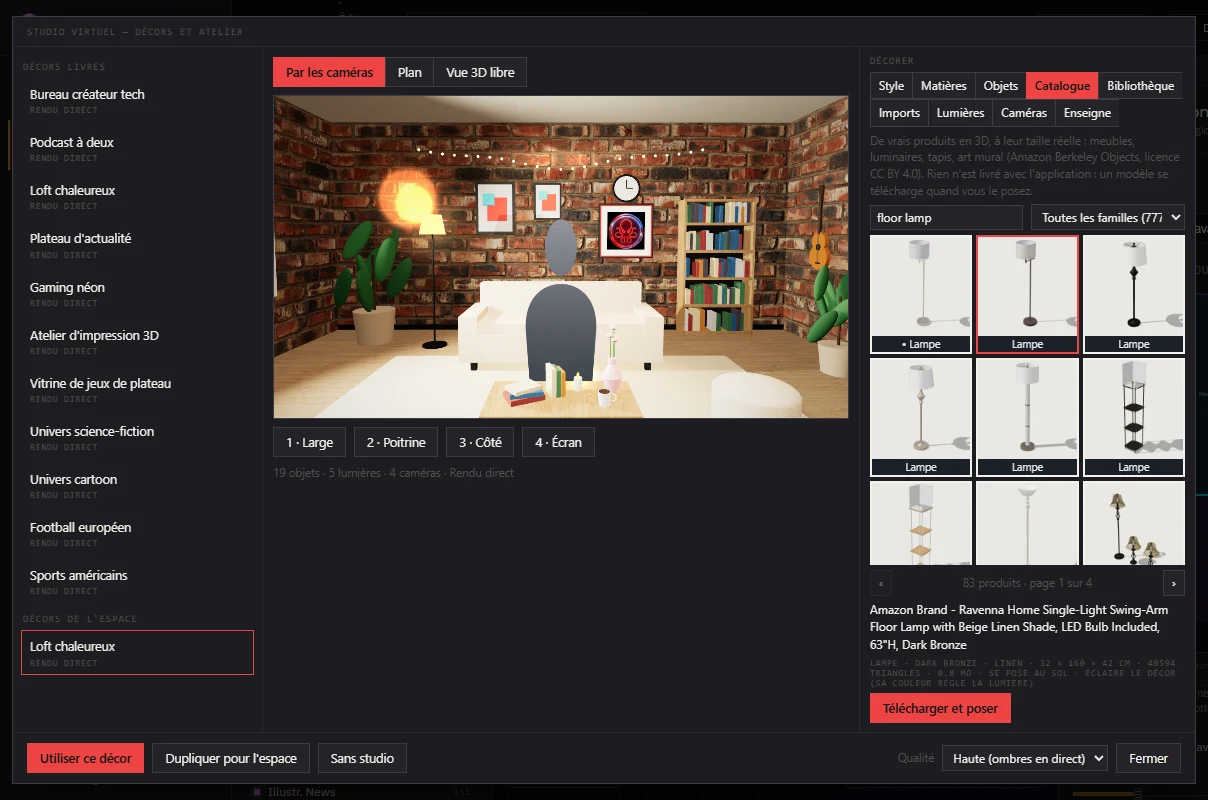 STUDIO VIRTUEL — DÉCORS ET ATELIER
DÉCORS LIVRÉS
Bureau créateur tech
RENDU DIRECT
Podcast à deux
RENDU DIRECT
Loft chaleureux
RENDU DIRECT
Plateau d'actualité
RENDU DIRECT
Gaming néon
RENDU DIRECT
Atelier d'impression 3D
RENDU DIRECT
Vitrine de jeux de plateau
RENDU DIRECT
Univers science-fiction
RENDU DIRECT
Univers cartoon
RENDU DIRECT
Football européen
RENDU DIRECT
Sports américains
RENDU DIRECT
DÉCORS DE L'ESPACE
Loft chaleureux
RENDU DIRECT
Par les caméras Plan Vue 3D libre
1 · Large 2 · Poitrine 3 · Côté 4 · Écran
19 objets · 5 lumières · 4 caméras · Rendu direct
DÉCORER
Style Matières Objets Catalogue Bibliothèque
Imports Lumières Caméras Enseigne
De vrais produits en 3D, à leur taille réelle : meubles,
luminaires, tapis, art mural (Amazon Berkeley Objects, licence
CC BY 4.0). Rien n'est livré avec l'application : un modèle se
télécharge quand vous le posez.
floor lamp Toutes les familles (777
• Lampe Lampe Lampe
Lampe Lampe Lampe
‹ 83 produits · page 1 sur 4 ›
Amazon Brand - Ravenna Home Single-Light Swing-Arm
Floor Lamp with Beige Linen Shade, LED Bulb Included,
63"H, Dark Bronze
LAMPE · DARK BRONZE · LINEN · 32 × 160 × 42 CM · 40594
TRIANGLES · 0.8 MO · SE POSE AU SOL · ÉCLAIRE LE DÉCOR
(SA COULEUR RÈGLE LA LUMIÈRE)
Télécharger et poser
Utiliser ce décor Dupliquer pour l'espace Sans studio
Qualité Haute (ombres en direct) Fermer
Illustr. News